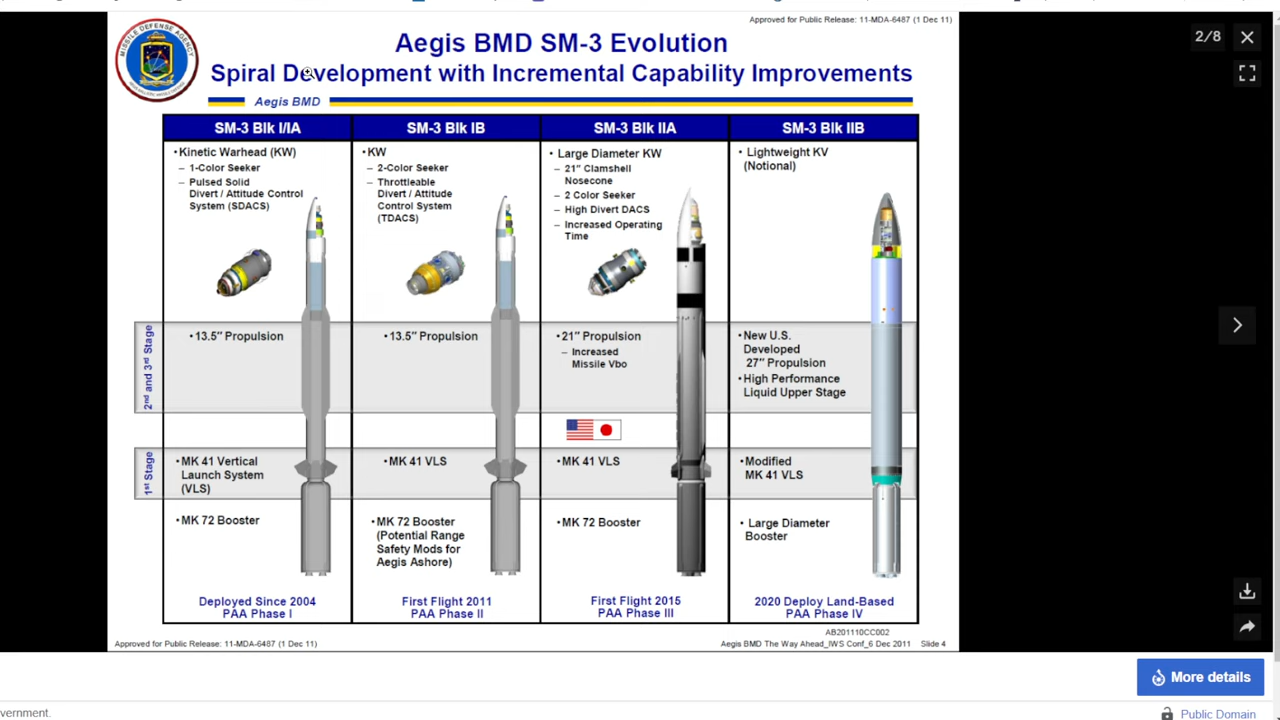 Approved for Public Release: 11-MDA-6487 (1 Dec 11)
2/8
MISSILE DEFENSE AGENCY
Aegis BMD SM-3 Evolution
Spiral Development with Incremental Capability Improvements
Aegis BMD
SM-3 Blk I/IA
• Kinetic Warhead (KW)
– 1-Color Seeker
– Pulsed Solid
Divert / Attitude Control
System (SDACS)
• 13.5″ Propulsion
• MK 41 Vertical
Launch System
(VLS)
• MK 72 Booster
Deployed Since 2004
PAA Phase I
SM-3 Blk IB
• KW
– 2-Color Seeker
– Throttleable
Divert / Attitude
Control System
(TDACS)
• 13.5″ Propulsion
• MK 41 VLS
• MK 72 Booster
(Potential Range
Safety Mods for
Aegis Ashore)
First Flight 2011
PAA Phase II
SM-3 Blk IIA
• Large Diameter KW
– 21″ Clamshell
Nosecone
– 2 Color Seeker
– High Divert DACS
– Increased Operating
Time
• 21″ Propulsion
– Increased
Missile Vbo
• MK 41 VLS
• MK 72 Booster
First Flight 2015
PAA Phase III
SM-3 Blk IIB
• Lightweight KV
(Notional)
• New U.S.
Developed
27″ Propulsion
• High Performance
Liquid Upper Stage
• Modified
MK 41 VLS
• Large Diameter
Booster
2020 Deploy Land-Based
PAA Phase IV
2nd and 3rd Stage
1st Stage
AB201110CC002
Approved for Public Release: 11-MDA-6487 (1 Dec 11)
Aegis BMD The Way Ahead_IWS Conf_6 Dec 2011 Slide 4
More details
vernment.
Public Domain